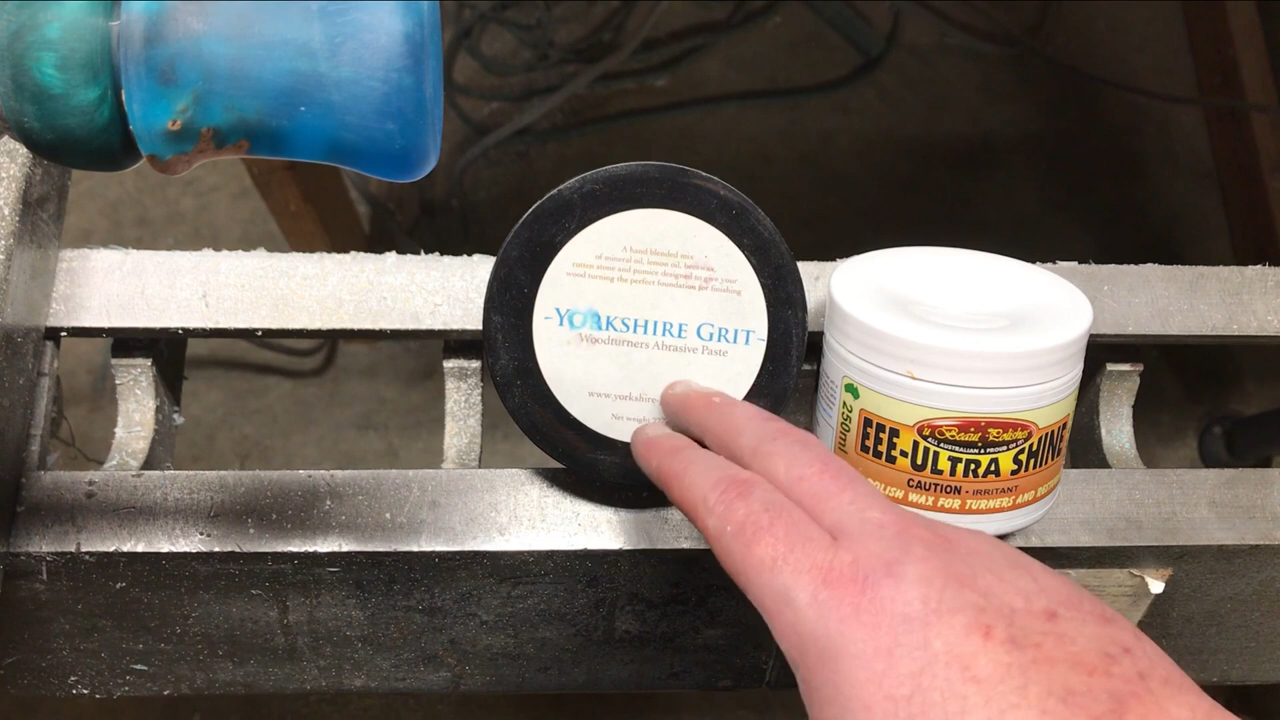 A hand blended mix
of mineral oil, lemon oil, beeswax,
rotten stone and pumice designed to give your
wood turning the perfect foundation for finishing
-YORKSHIRE GRIT-
Woodturners Abrasive Paste
www.yorkshire-
Net weight
250ml
u Beaut Polishes
ALL AUSTRALIAN & PROUD OF IT
EEE-ULTRA SHINE
CAUTION - IRRITANT
POLISH WAX FOR TURNERS AND